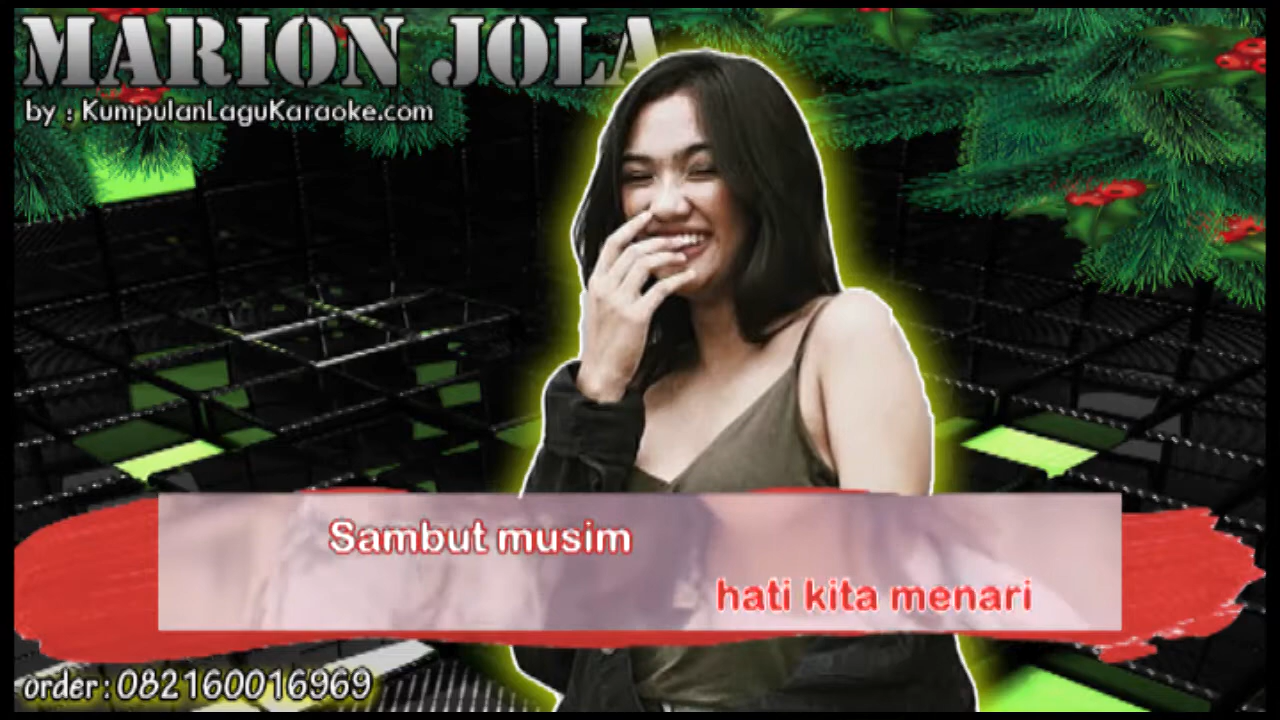 MARION JOLA
by : KumpulanLaguKaraoke.com
Sambut musim
hati kita menari
order : 082160016969